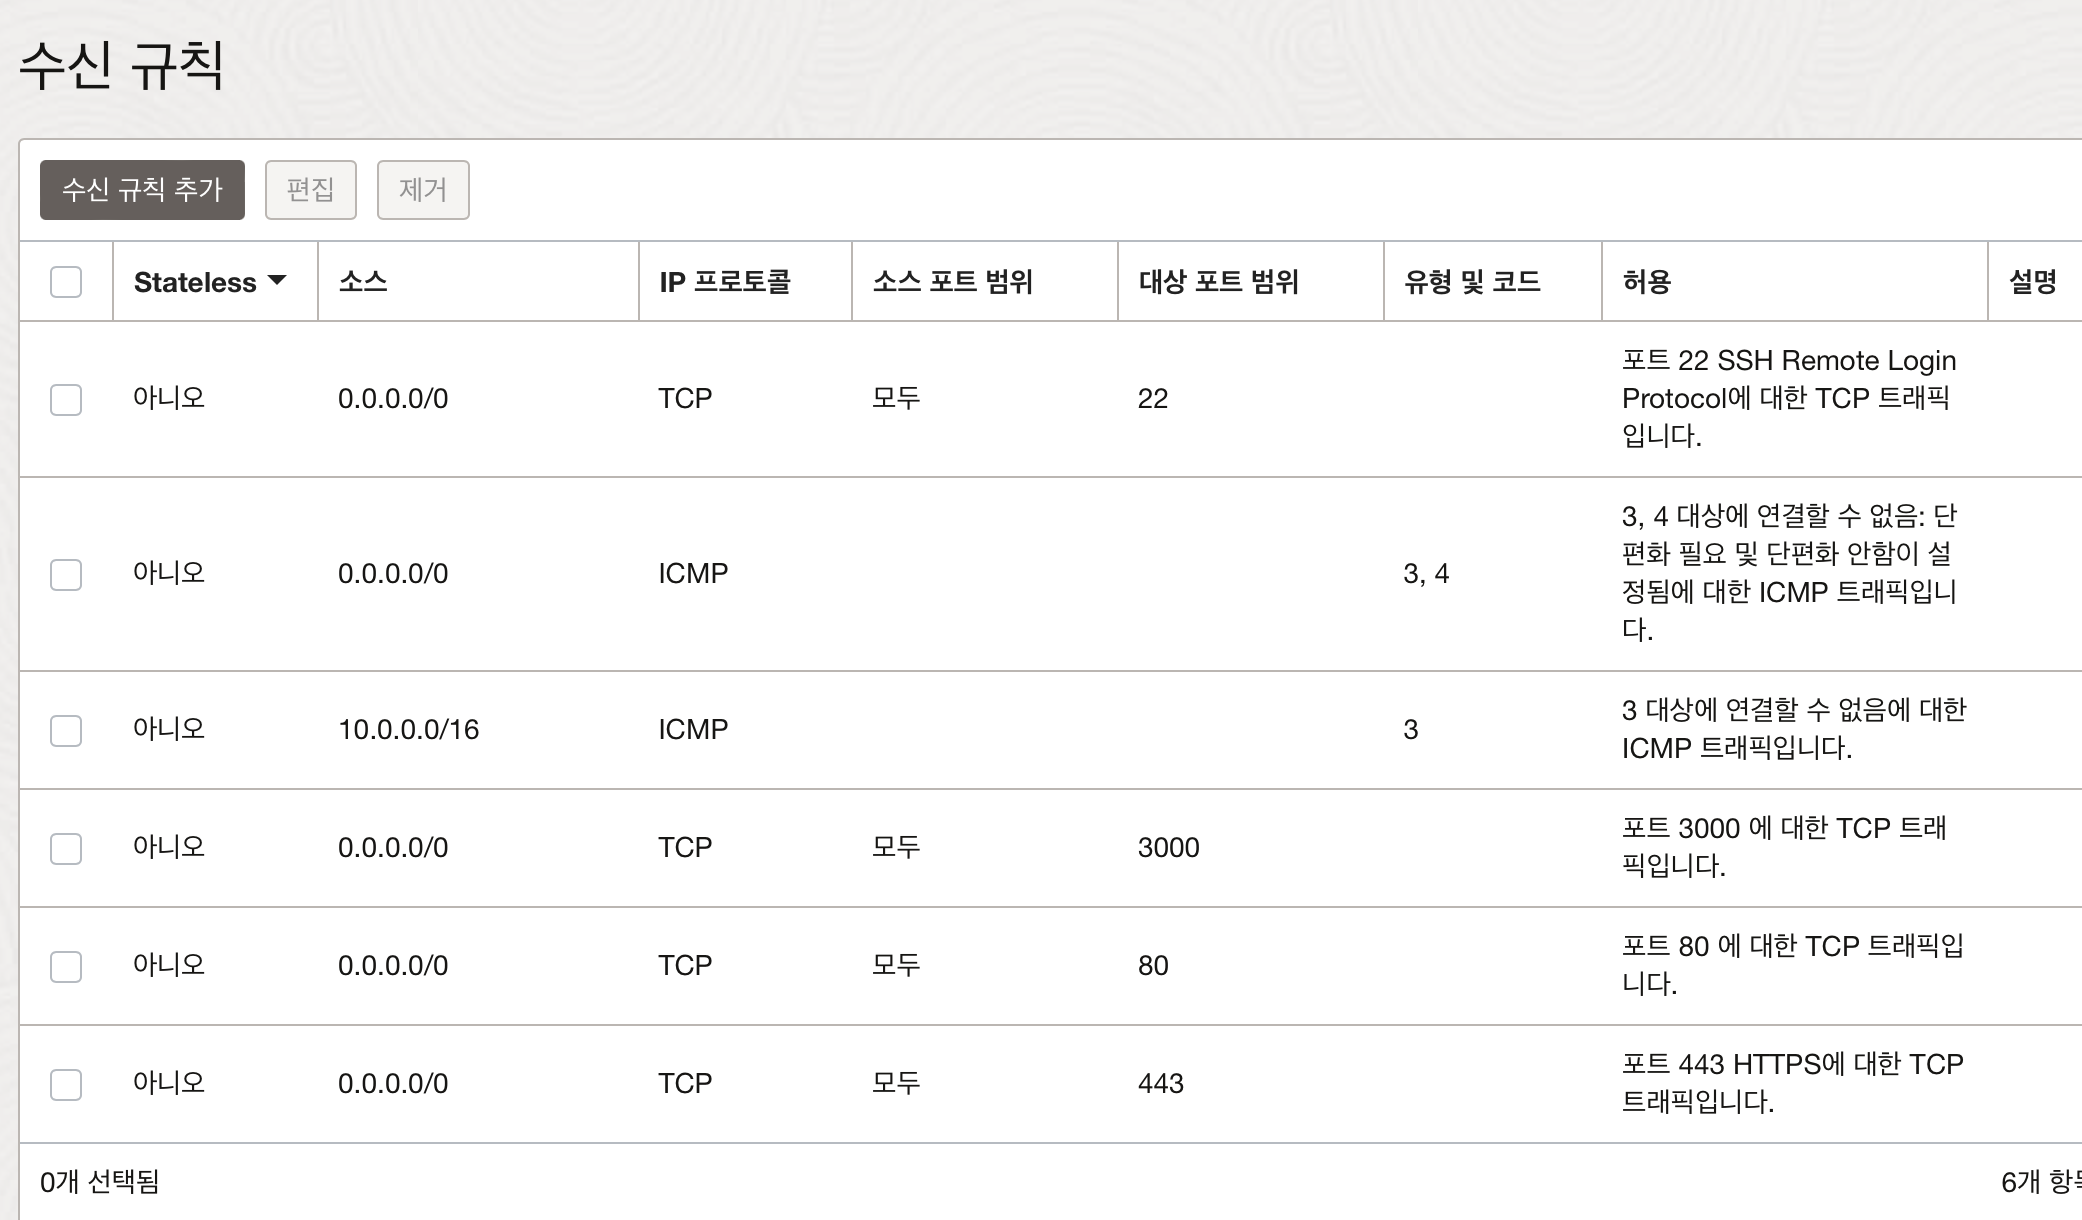 수신 규칙
수신 규칙 추가 편집 제거
Stateless 소스 IP 프로토콜 소스 포트 범위 대상 포트 범위 유형 및 코드 허용 설명
아니오 0.0.0.0/0 TCP 모두 22 포트 22 SSH Remote Login
Protocol에 대한 TCP 트래픽
입니다.
아니오 0.0.0.0/0 ICMP 3, 4 3, 4 대상에 연결할 수 없음: 단
편화 필요 및 단편화 안함이 설
정됨에 대한 ICMP 트래픽입니
다.
아니오 10.0.0.0/16 ICMP 3 3 대상에 연결할 수 없음에 대한
ICMP 트래픽입니다.
아니오 0.0.0.0/0 TCP 모두 3000 포트 3000 에 대한 TCP 트래
픽입니다.
아니오 0.0.0.0/0 TCP 모두 80 포트 80 에 대한 TCP 트래픽입
니다.
아니오 0.0.0.0/0 TCP 모두 443 포트 443 HTTPS에 대한 TCP
트래픽입니다.
0개 선택됨 6개